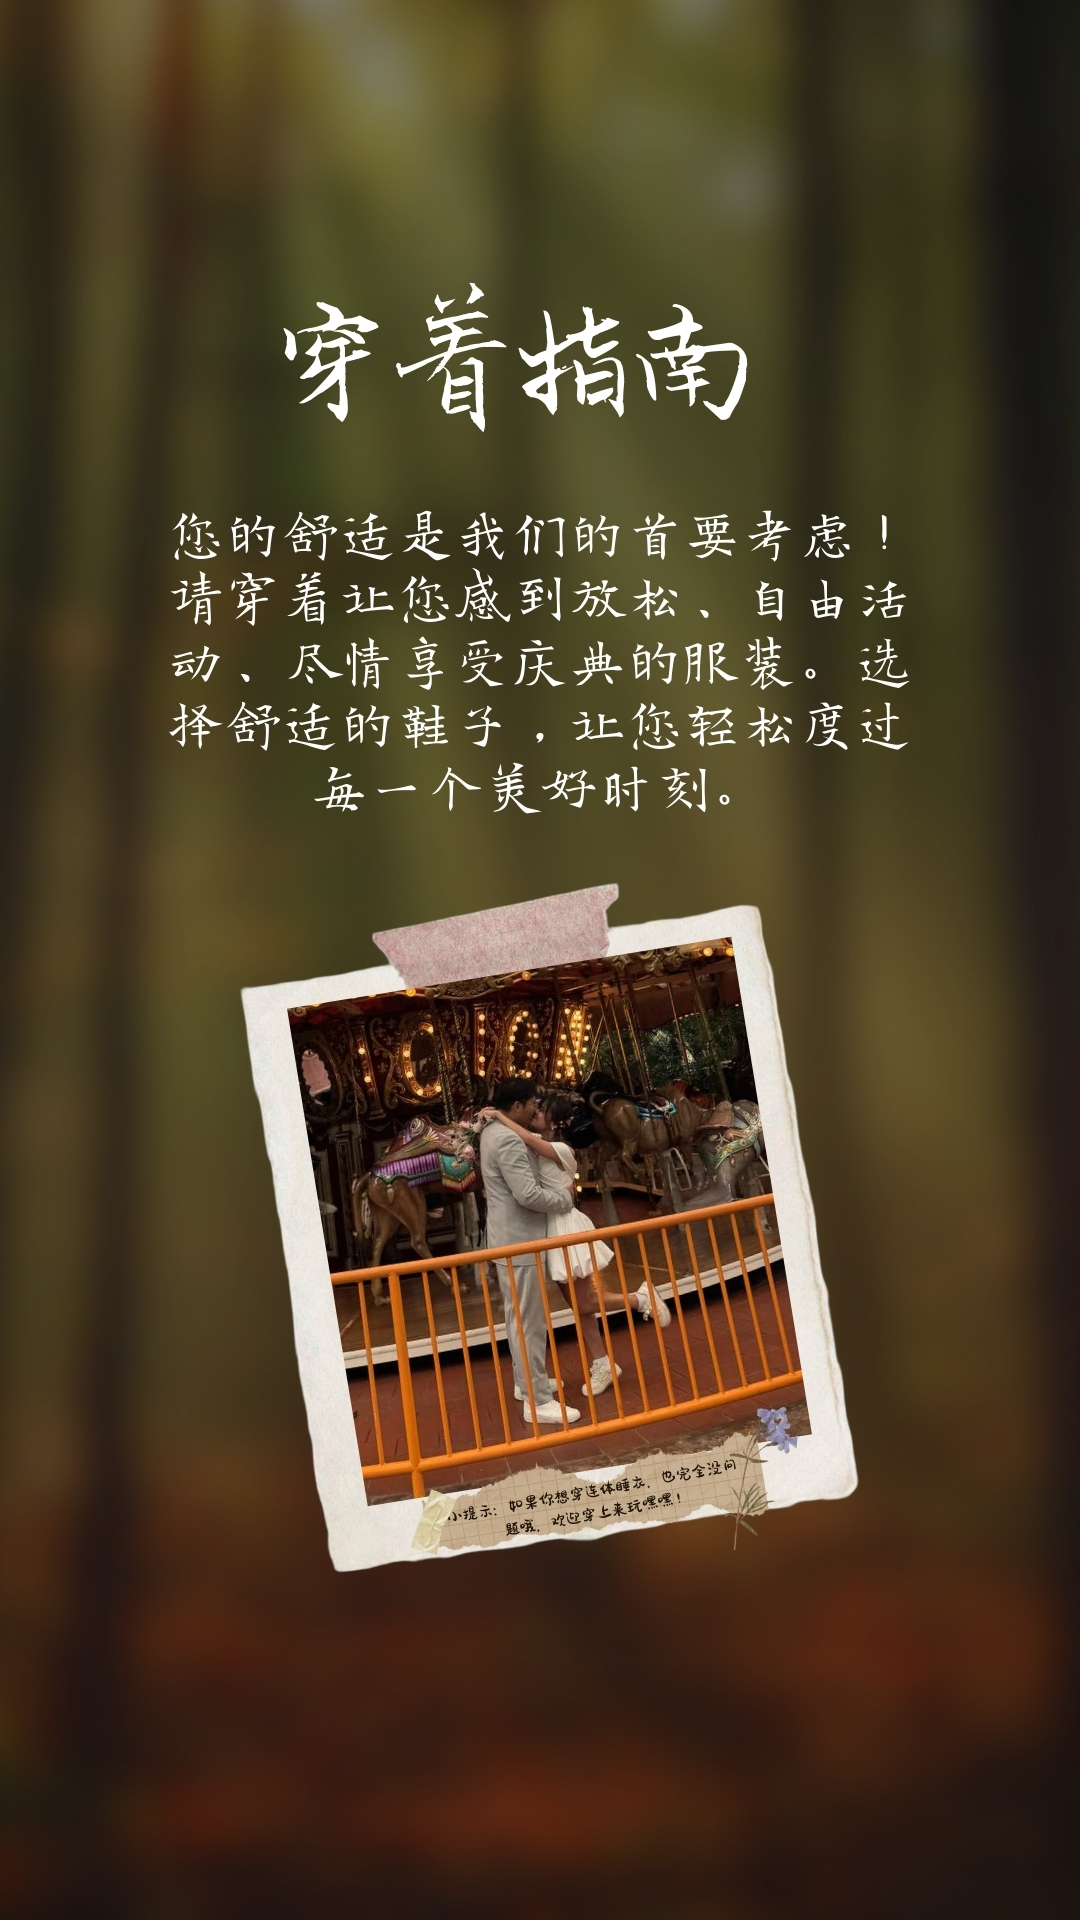 穿着指南
您的舒适是我们的首要考虑！
请穿着让您感到放松、自由活
动、尽情享受庆典的服装。选
择舒适的鞋子，让您轻松度过
每一个美好时刻。
小提示：如果你想穿连体睡衣，也完全没问
题哦，欢迎穿上来玩嘿嘿！